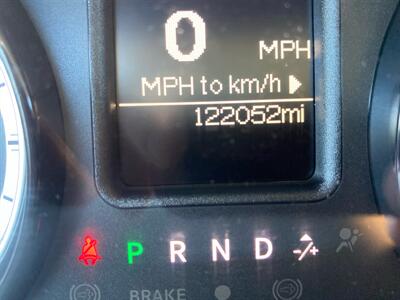 0 MPH
MPH to km/h
122052mi
P R N D -/+
BRAKE